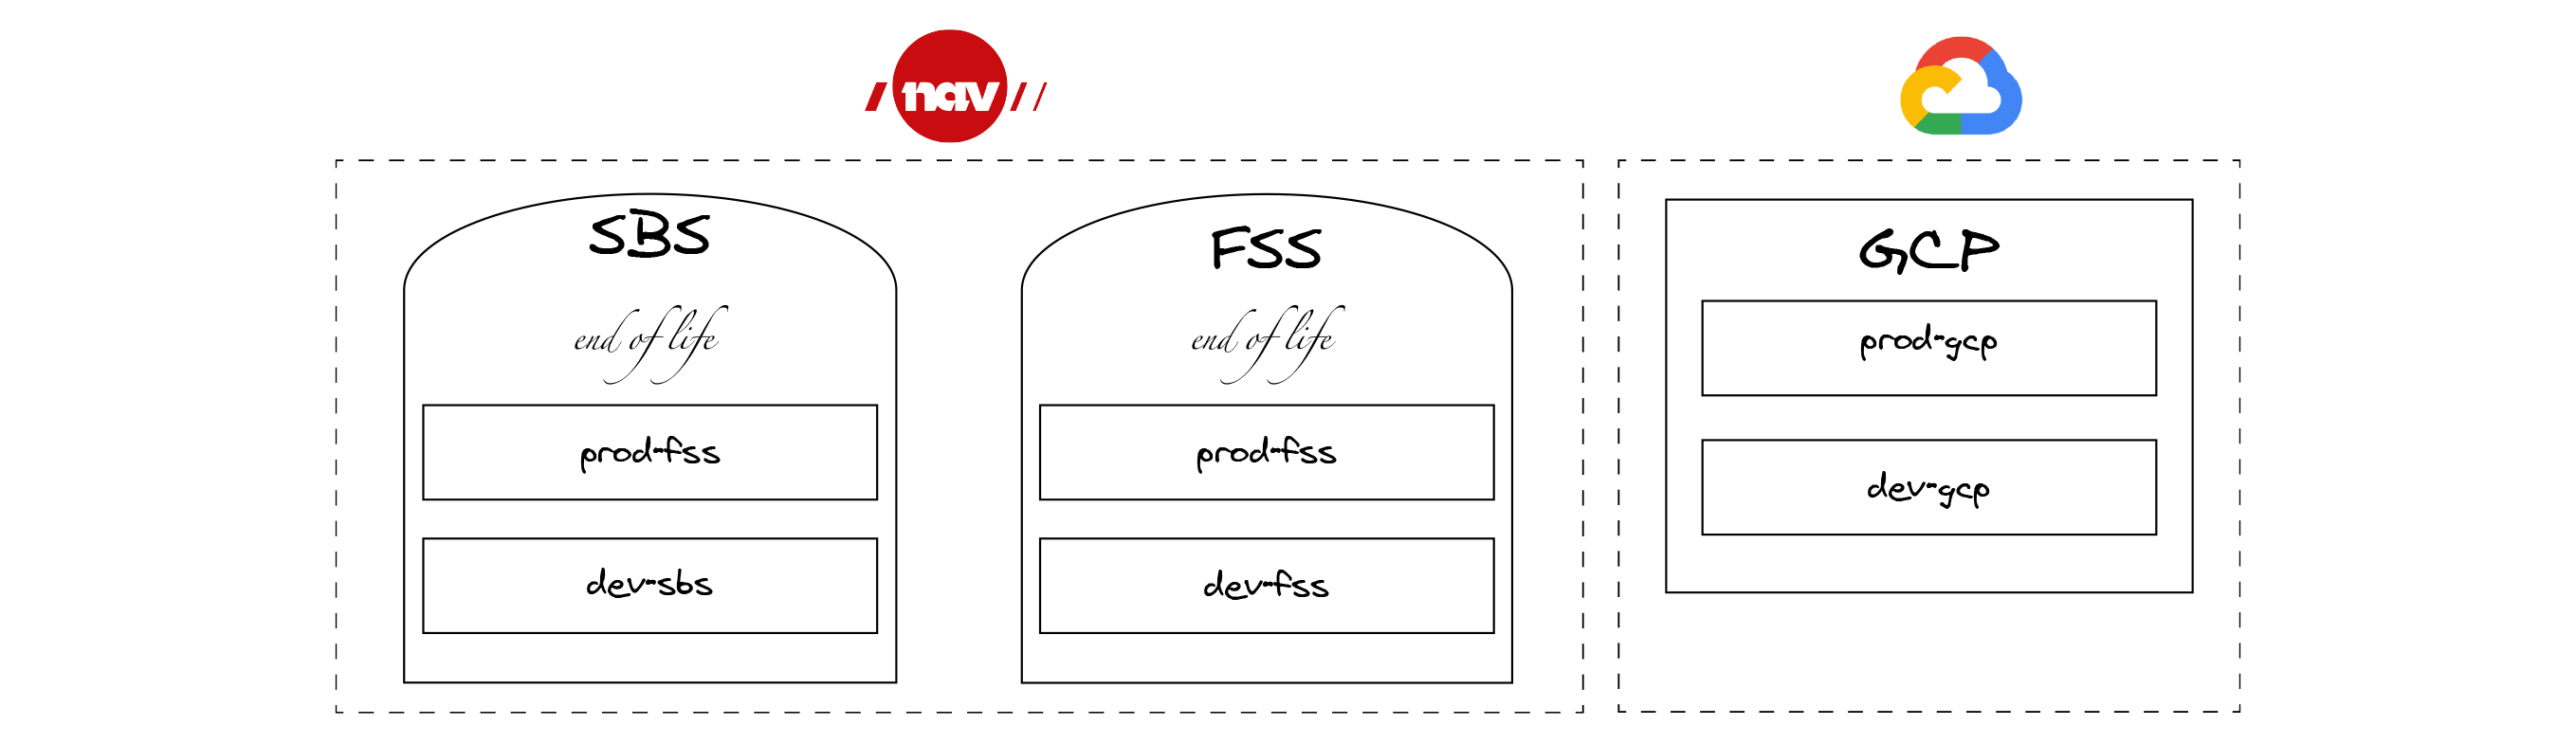 nav
SBS
end of life
prod-fss
dev-sbs
FSS
end of life
prod-fss
dev-fss
GCP
prod-gcp
dev-gcp